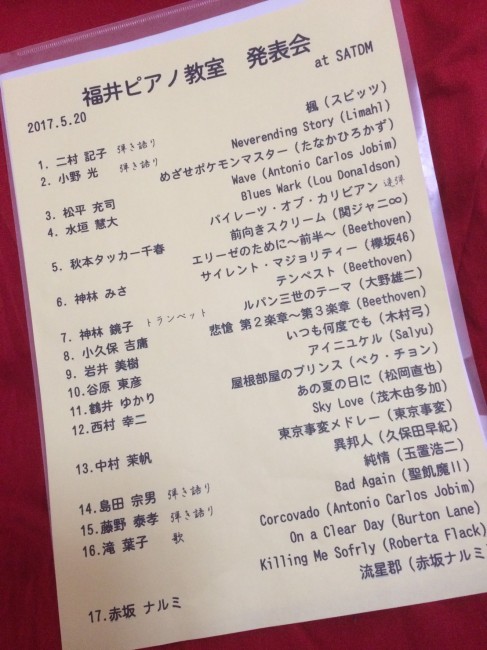 福井ピアノ教室 発表会
2017.5.20 at SATDM
1. 二村 記子 弾き語り 楓（スピッツ）
2. 小野 光 弾き語り Neverending Story (Limahl)
めざせポケモンマスター（たなかひろかず）
3. 松平 充司 Wave (Antonio Carlos Jobim)
4. 水垣 慧大 Blues Wark (Lou Donaldson)
パイレーツ・オブ・カリビアン 連弾
5. 秋本タッカー千春 前向きスクリーム（関ジャニ∞）
エリーゼのために〜前半〜（Beethoven）
6. 神林 みさ サイレント・マジョリティー（欅坂46）
テンペスト（Beethoven）
7. 神林 鏡子 トランペット ルパン三世のテーマ（大野雄二）
8. 小久保 吉庸 悲愴 第２楽章〜第３楽章（Beethoven）
9. 岩井 美樹 いつも何度でも（木村弓）
10. 谷原 東彦 アイニュケル（Salyu）
11. 鶴井 ゆかり 屋根部屋のプリンス（ペク・チョン）
12. 西村 幸二 あの夏の日に（松岡直也）
Sky Love（茂木由多加）
13. 中村 茉帆 東京事変メドレー（東京事変）
異邦人（久保田早紀）
14. 島田 宗男 弾き語り 純情（玉置浩二）
15. 藤野 泰孝 弾き語り Bad Again（聖飢魔Ⅱ）
16. 滝 葉子 歌 Corcovado (Antonio Carlos Jobim)
On a Clear Day (Burton Lane)
Killing Me Sofrly (Roberta Flack)
17. 赤坂 ナルミ 流星郡（赤坂ナルミ